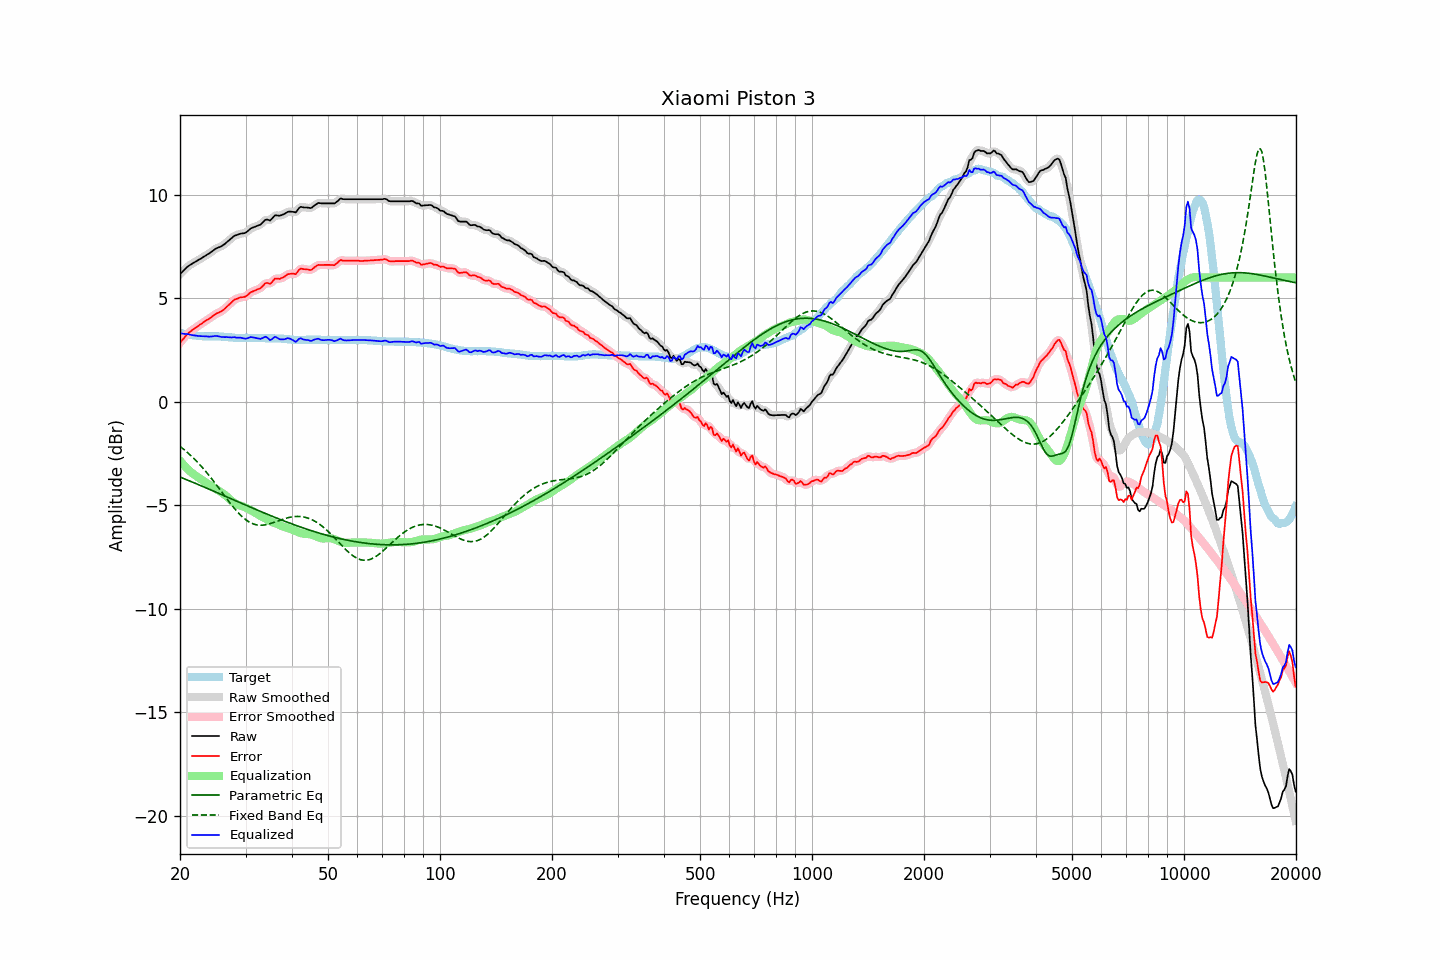 Xiaomi Piston 3
Amplitude (dBr)
10
5
0
−5
−10
−15
−20
Target
Raw Smoothed
Error Smoothed
Raw
Error
Equalization
Parametric Eq
Fixed Band Eq
Equalized
20 50 100 200 500 1000 2000 5000 10000 20000
Frequency (Hz)